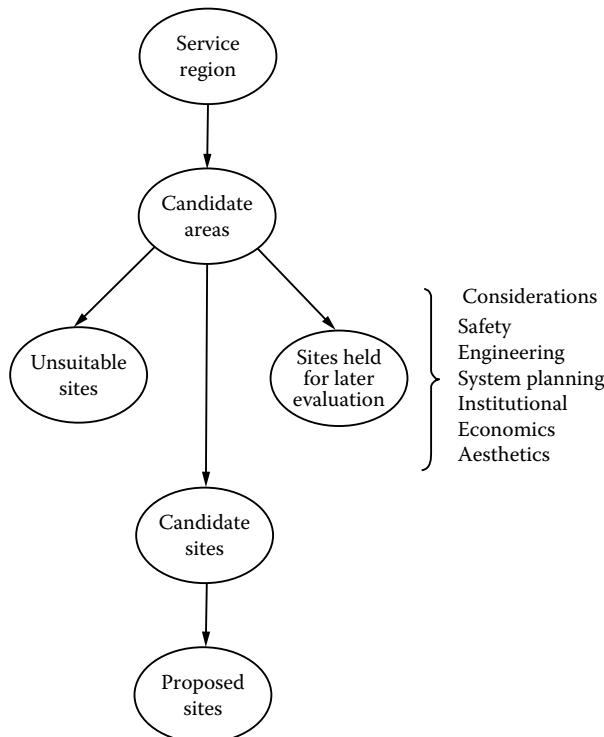 Service
region
Candidate
areas
Unsuitable
sites
Sites held
for later
evaluation
Considerations
Safety
Engineering
System planning
Institutional
Economics
Aesthetics
Candidate
sites
Proposed
sites